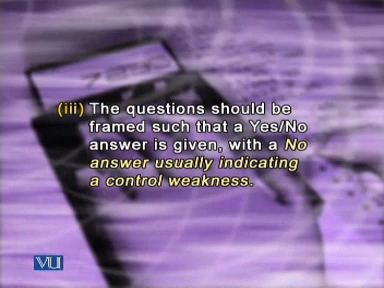 (iii) The questions should be
framed such that a Yes/No
answer is given, with a No
answer usually indicating
a control weakness.
VU